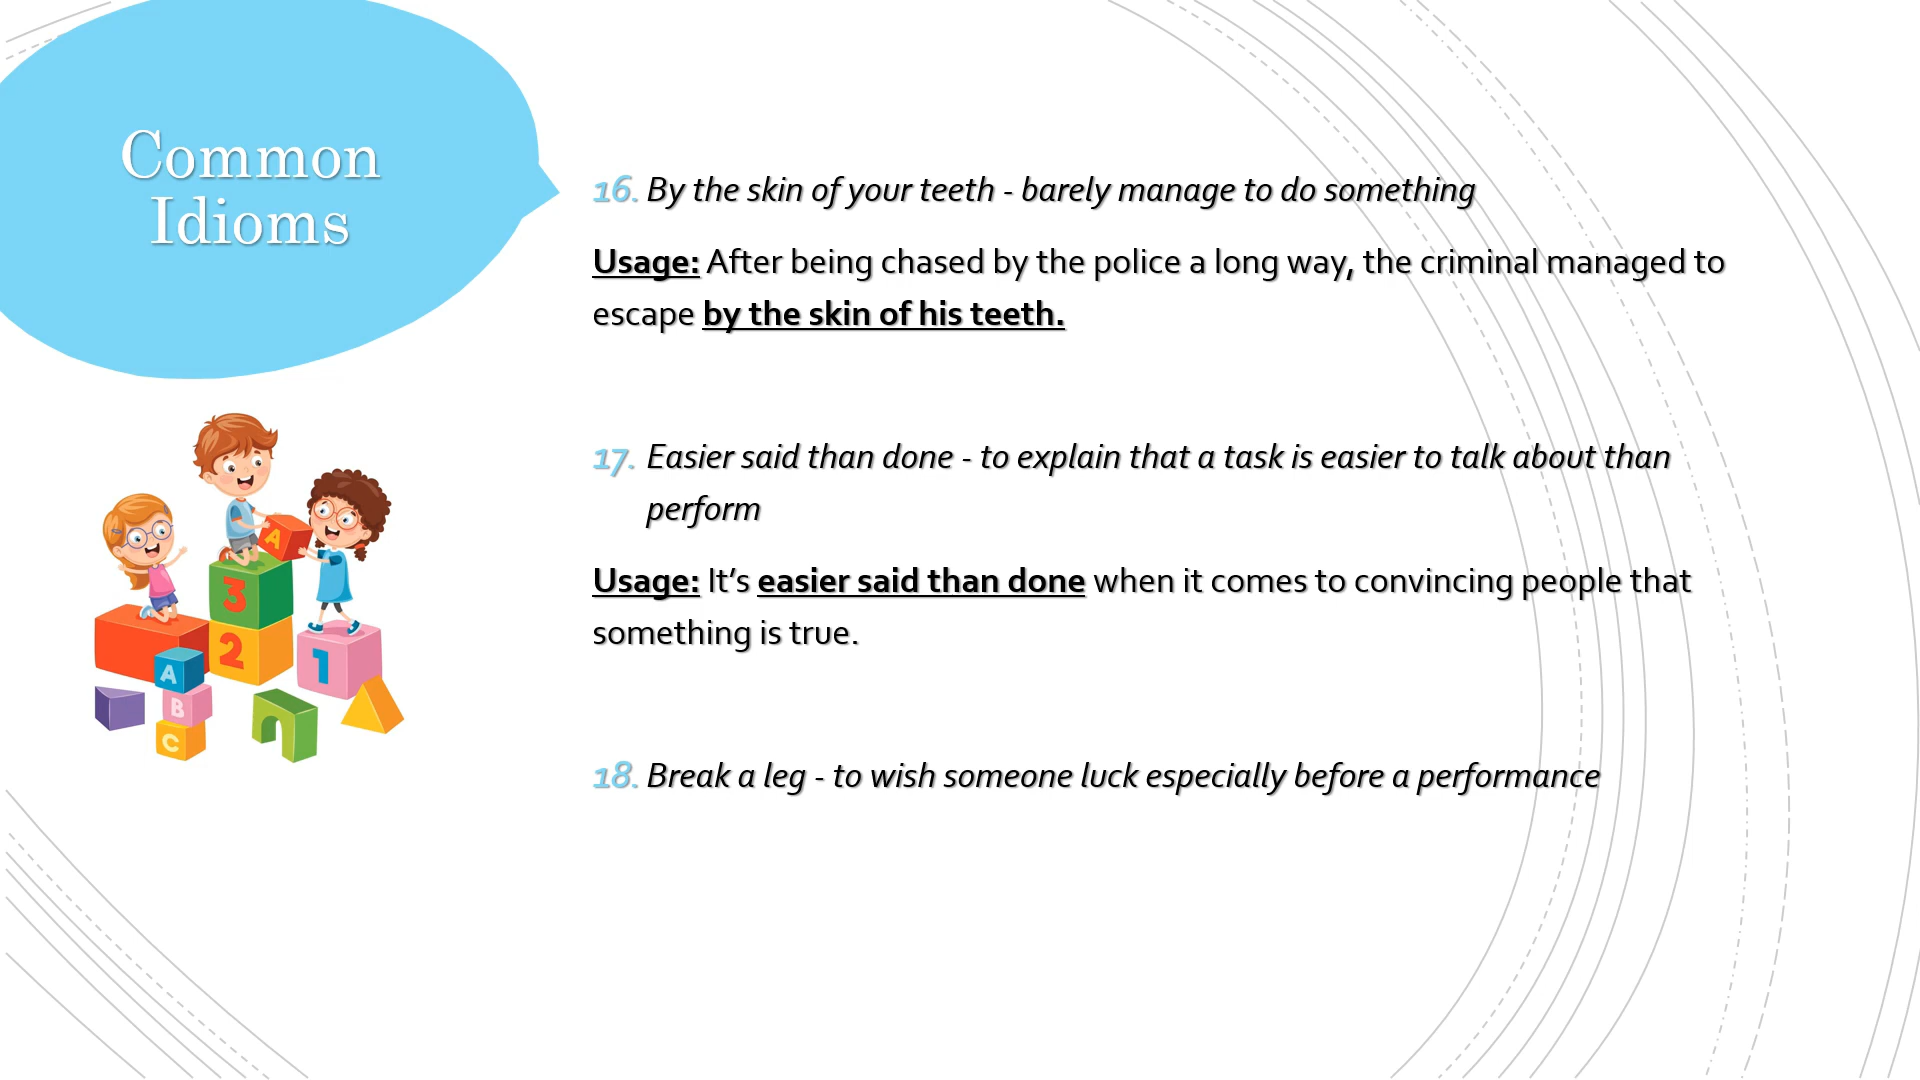 Common
Idioms
16. By the skin of your teeth - barely manage to do something
Usage: After being chased by the police a long way, the criminal managed to
escape by the skin of his teeth.
17. Easier said than done - to explain that a task is easier to talk about than
perform
Usage: It’s easier said than done when it comes to convincing people that
something is true.
18. Break a leg - to wish someone luck especially before a performance
A
3
2
1
A
B
C